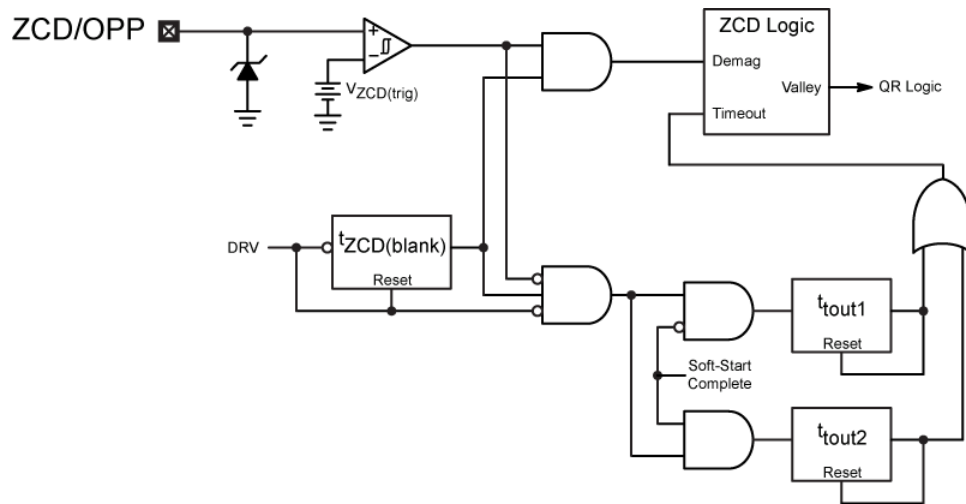 ZCD/OPP
ZCD Logic
+
−
VZCD(trig)
Demag
Valley
QR Logic
Timeout
DRV
tZCD(blank)
Reset
ttout1
Reset
Soft-Start
Complete
ttout2
Reset